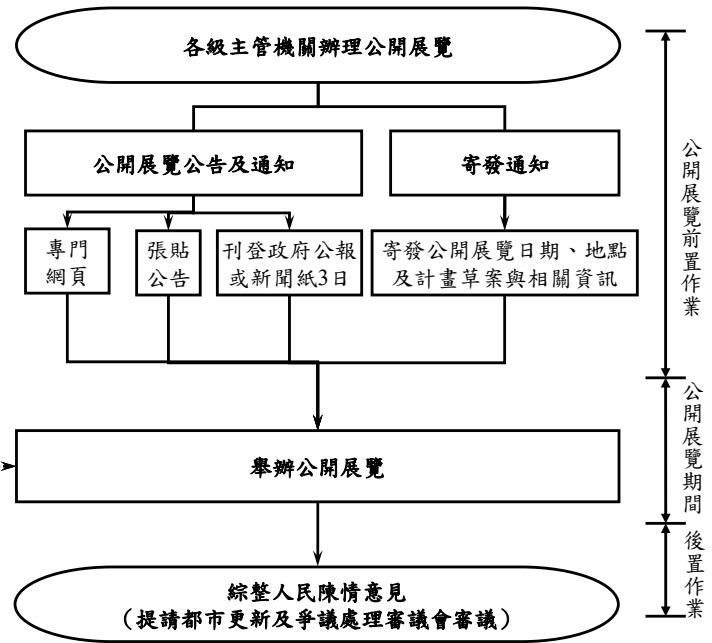 各級主管機關辦理公開展覽
公開展覽公告及通知
寄發通知
專門
網頁
張貼
公告
刊登政府公報
或新聞紙3日
寄發公開展覽日期、地點
及計畫草案與相關資訊
舉辦公開展覽
綜整人民陳情意見
(提請都市更新及爭議處理審議會審議)
公開展覽前置作業
公開展覽期間
後置作業